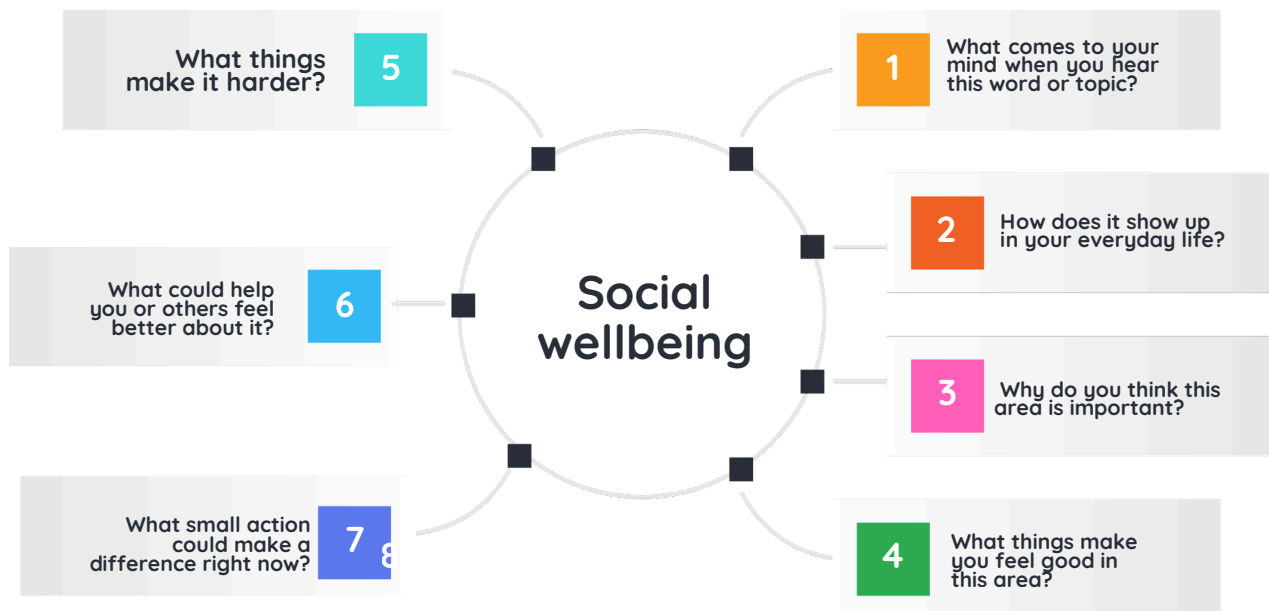 Social
wellbeing
1
What comes to your
mind when you hear
this word or topic?
2
How does it show up
in your everyday life?
3
Why do you think this
area is important?
4
What things make
you feel good in
this area?
5
What things
make it harder?
6
What could help
you or others feel
better about it?
7
8
What small action
could make a
difference right now?